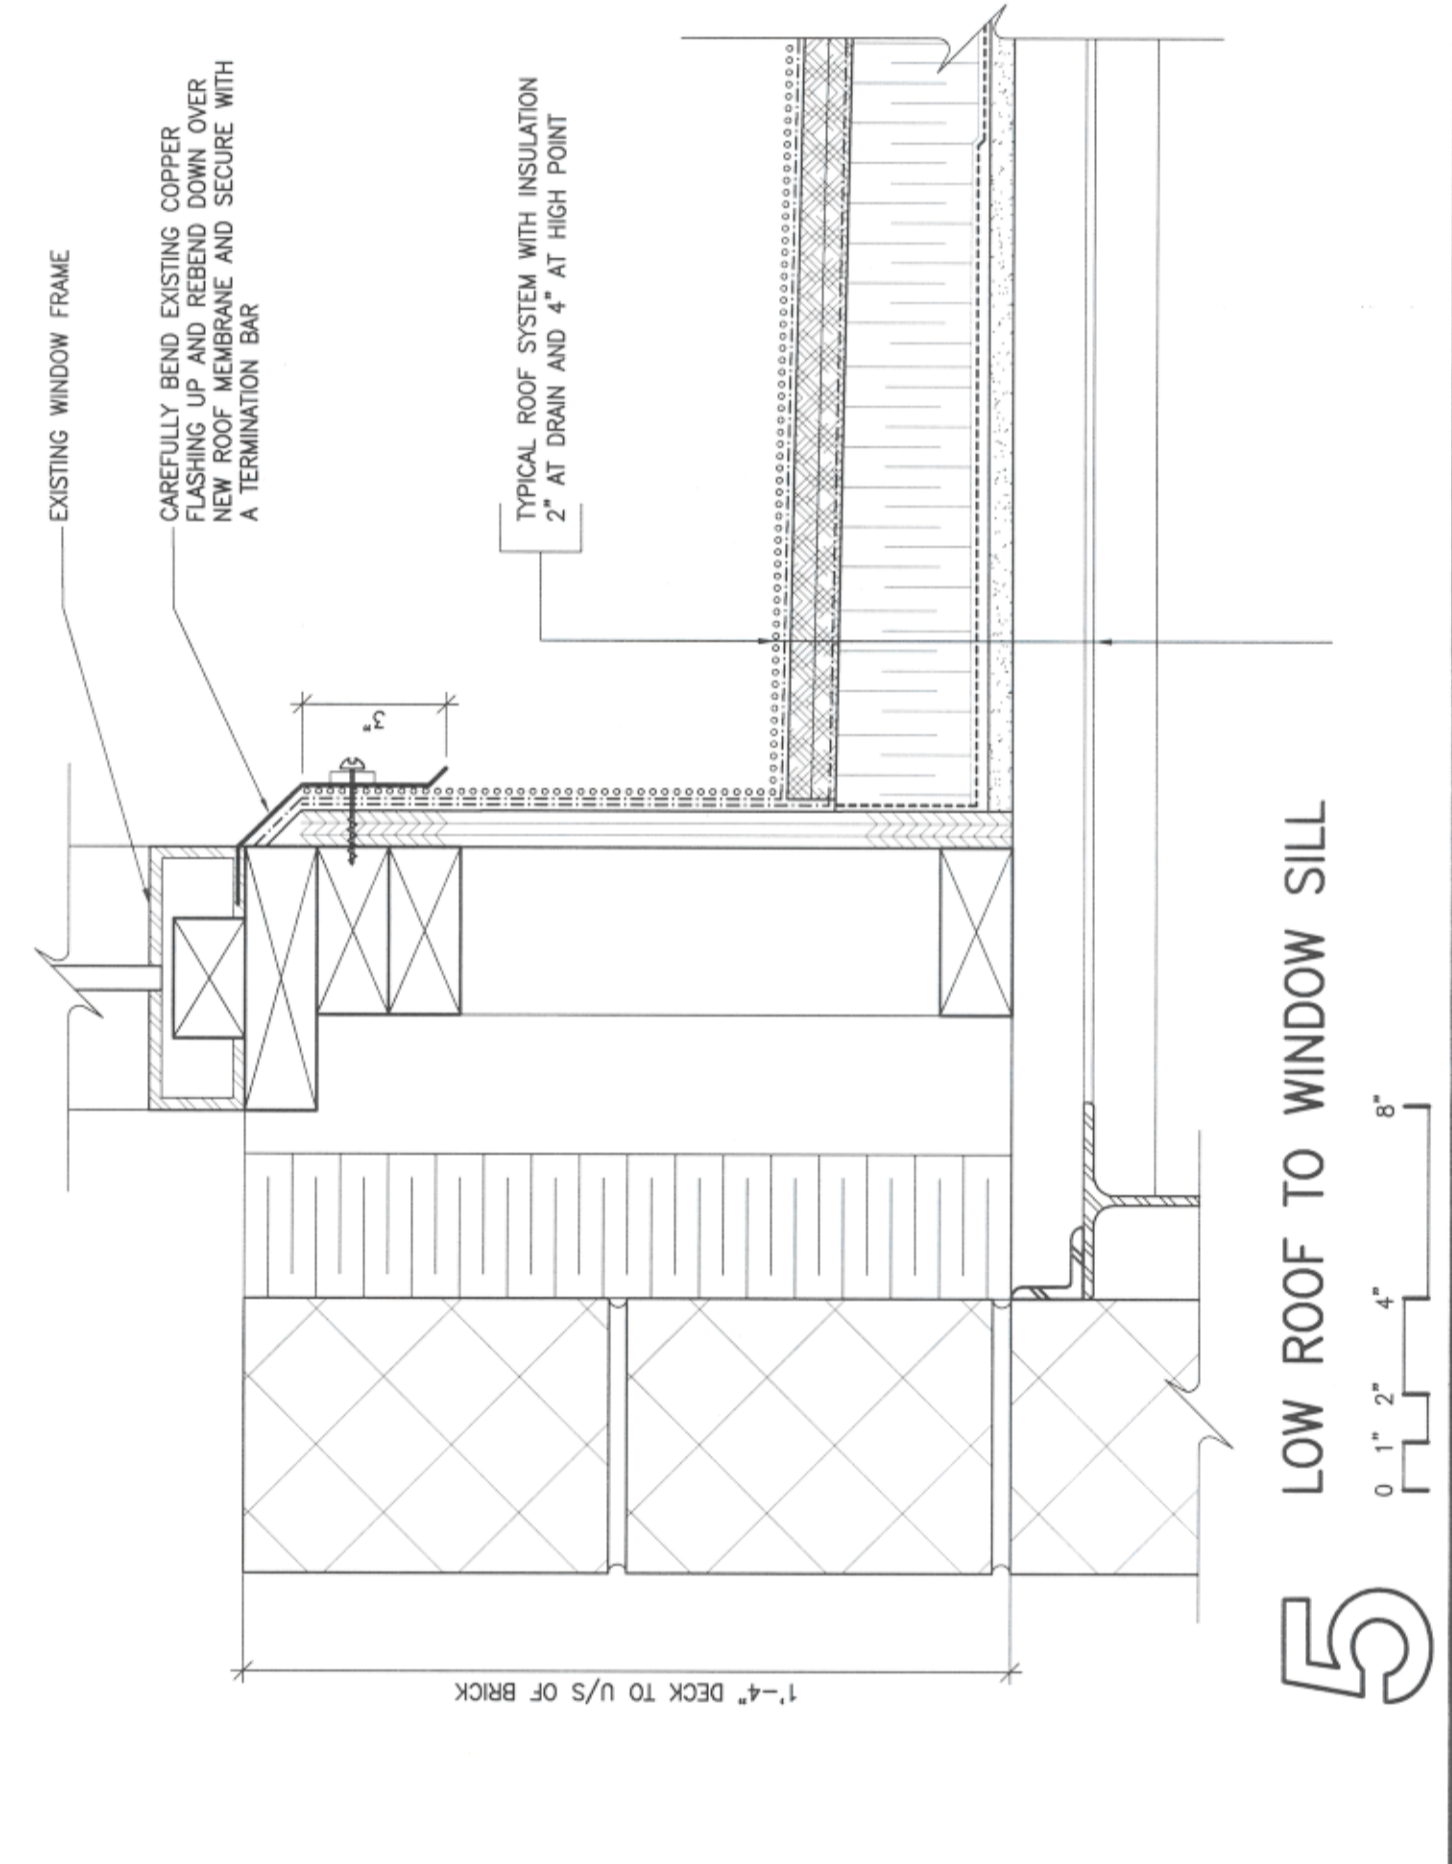 EXISTING WINDOW FRAME
CAREFULLY BEND EXISTING COPPER
FLASHING UP AND REBEND DOWN OVER
NEW ROOF MEMBRANE AND SECURE WITH
A TERMINATION BAR
3"
TYPICAL ROOF SYSTEM WITH INSULATION
2" AT DRAIN AND 4" AT HIGH POINT
1'-4" DECK TO U/S OF BRICK
5
LOW ROOF TO WINDOW SILL
0 1" 2" 4" 8"